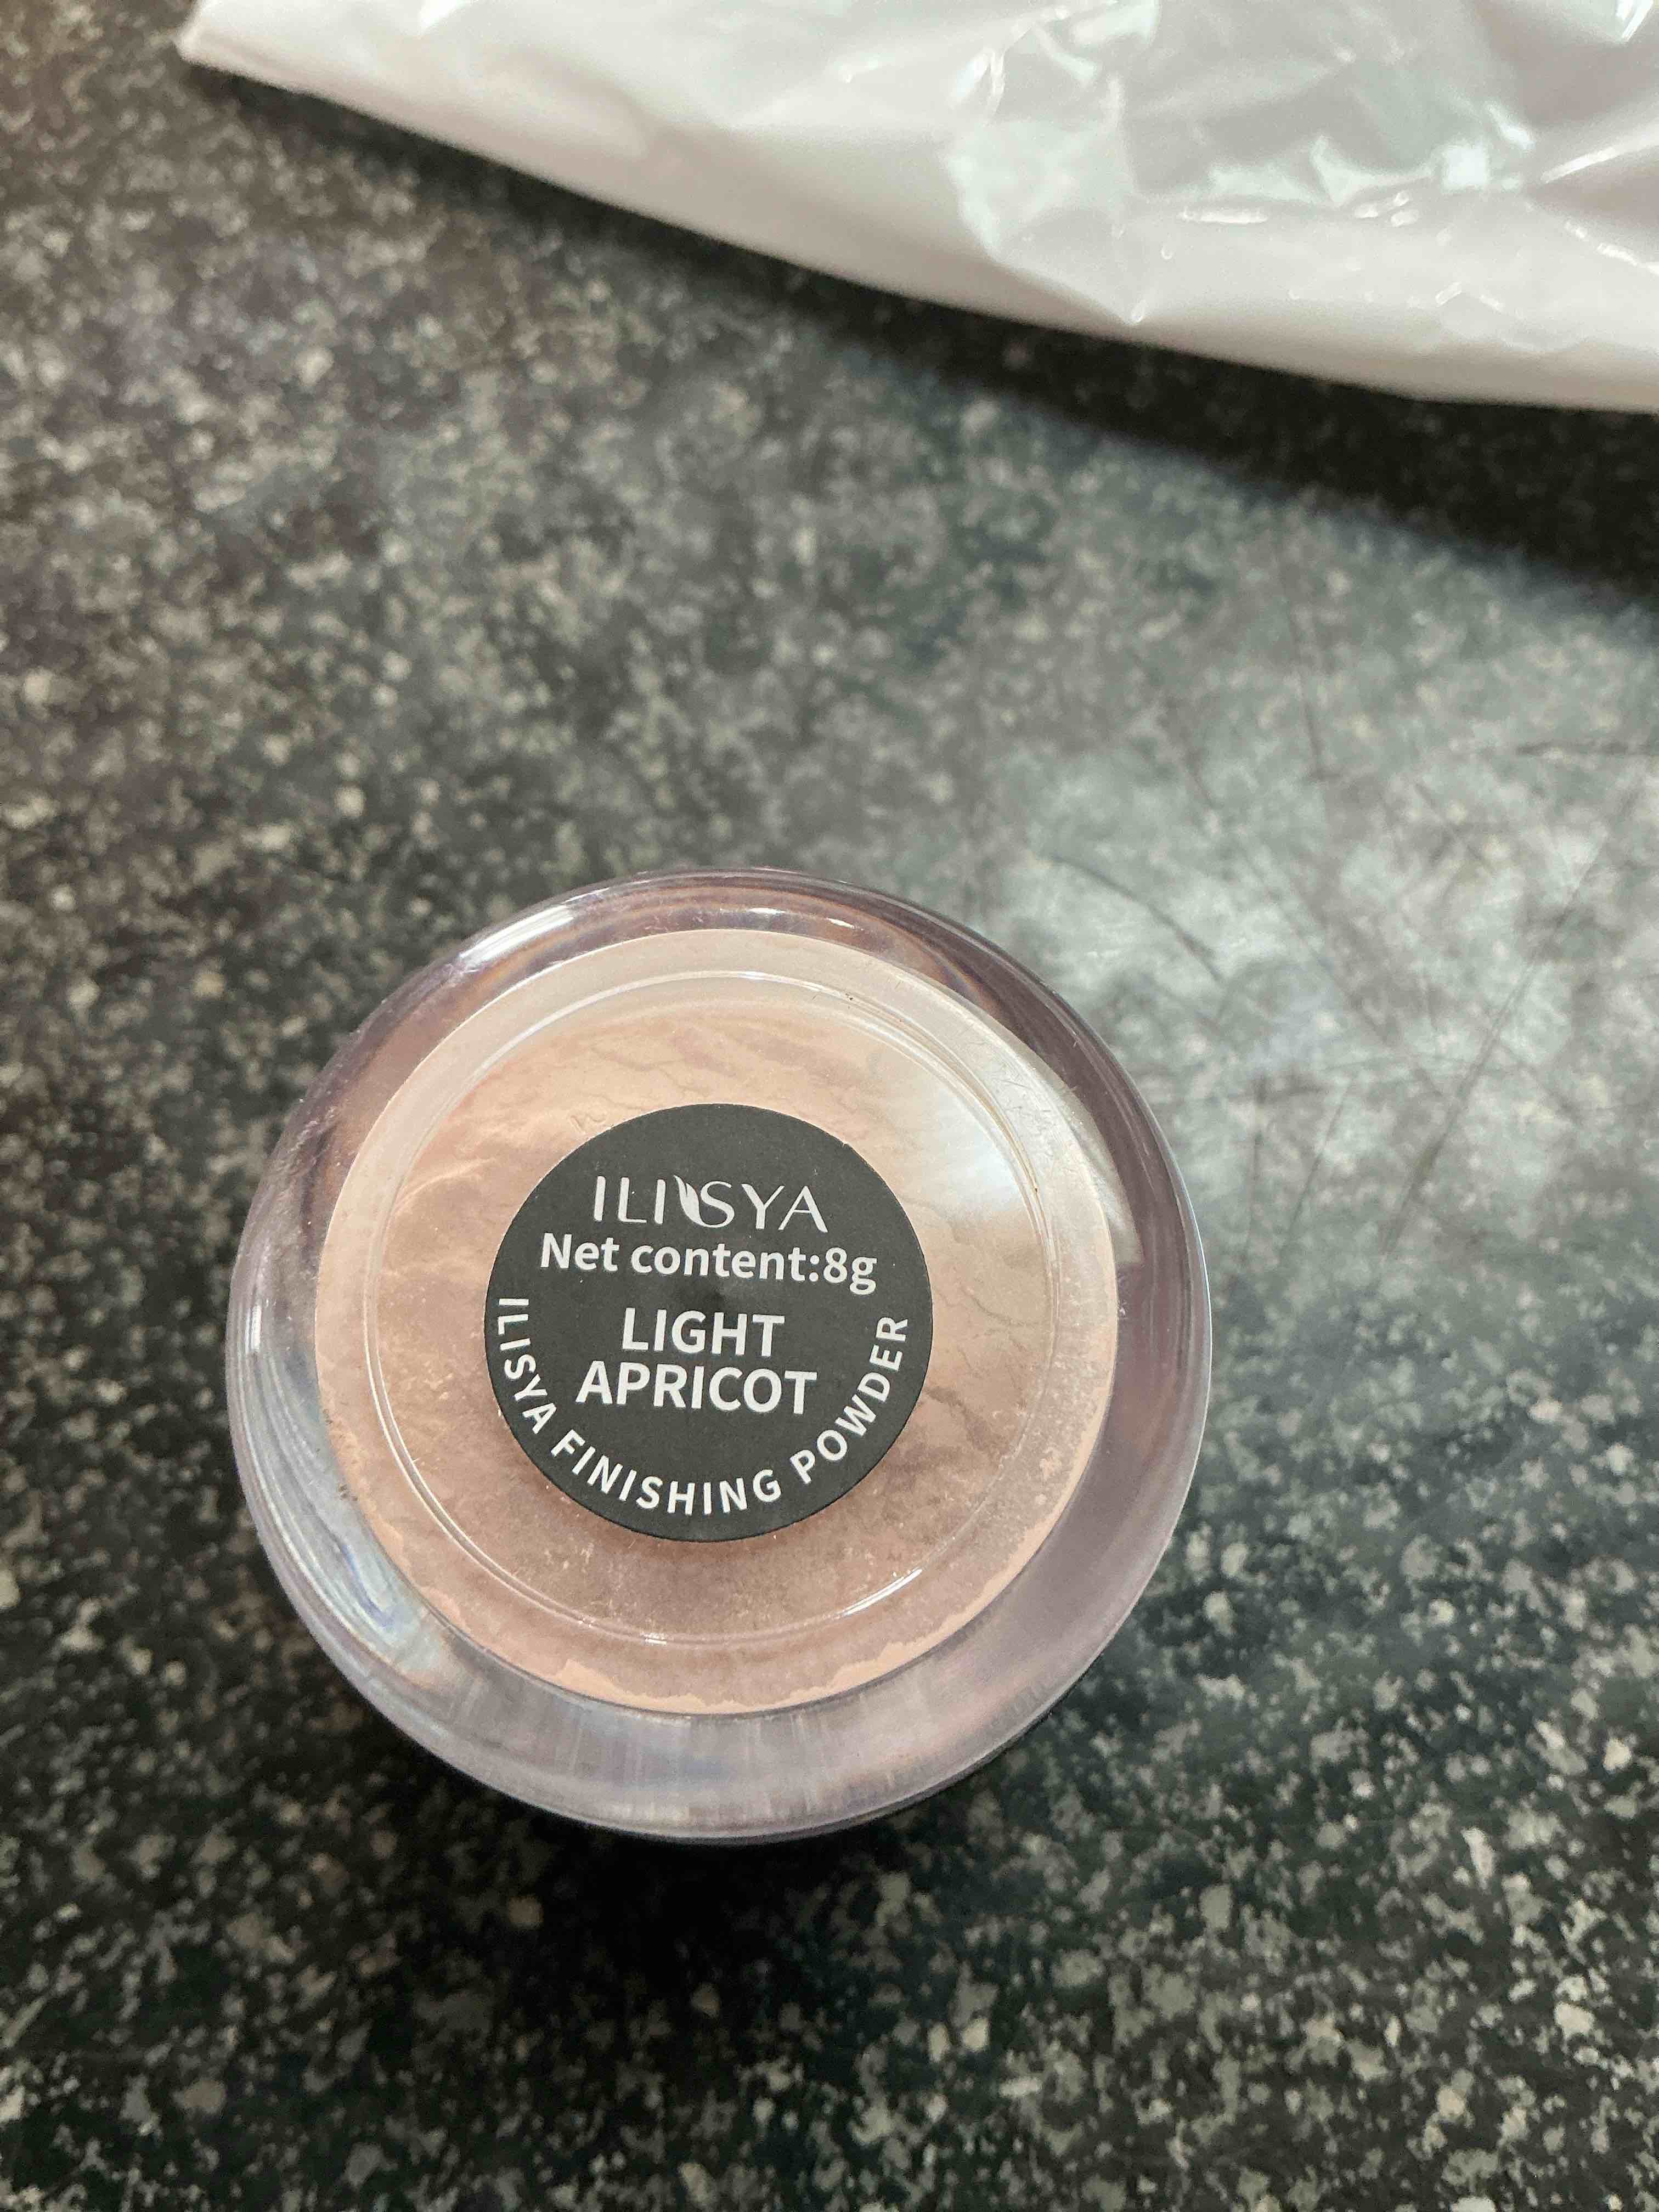 ILISYA
Net content:8g
LIGHT
APRICOT
ILISYA FINISHING POWDER